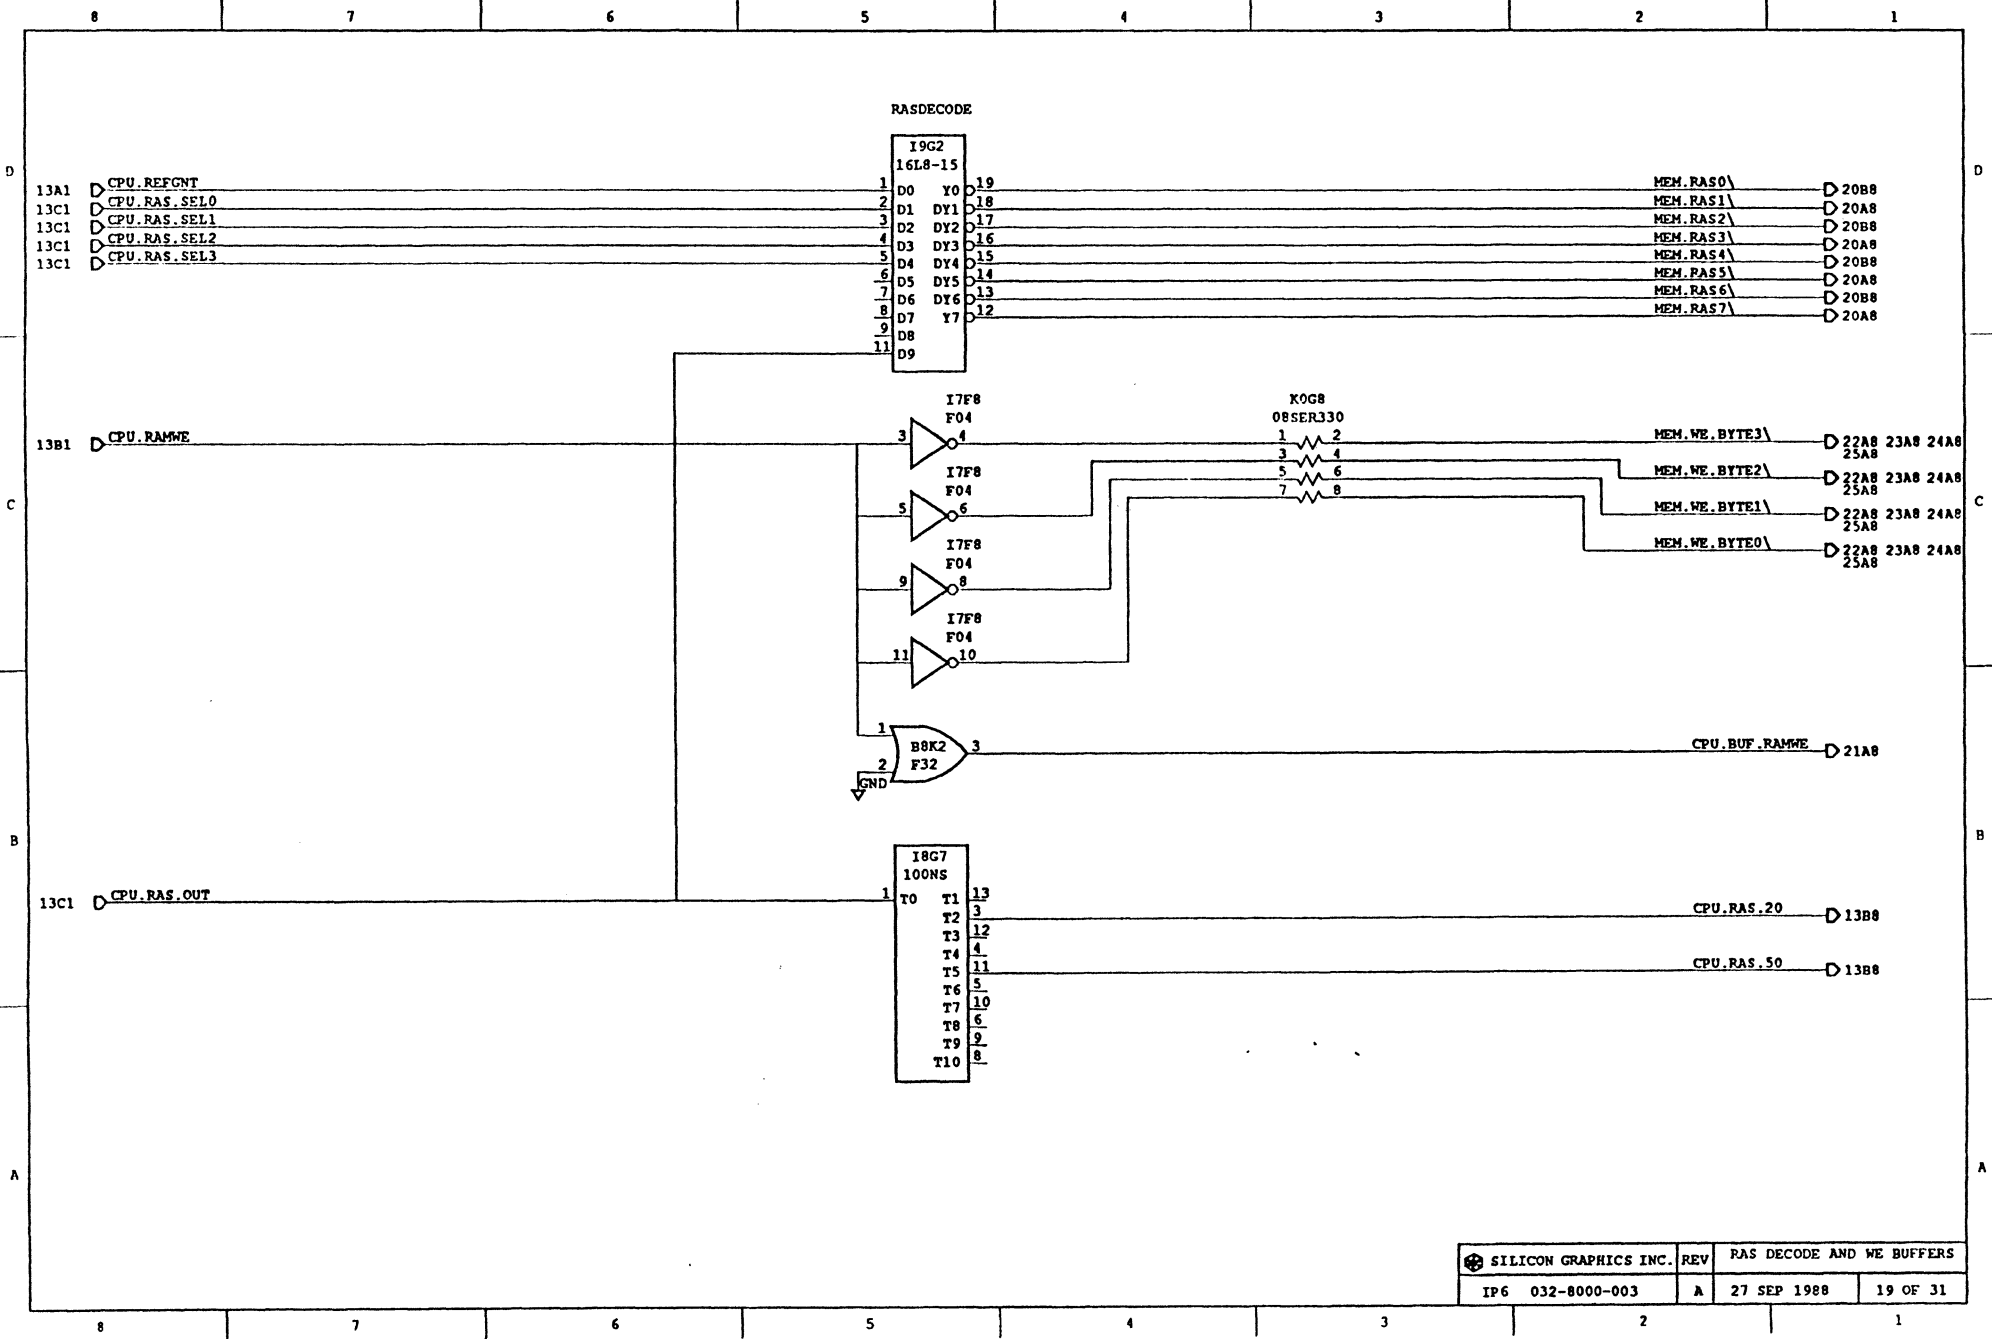 8 7 6 5 4 3 2 1
RASDECODE
I9G2
16L8-15
D D
13A1 CPU.REFGNT 1 D0 Y0 19 MEM.RAS0\ 20B8
13C1 CPU.RAS.SEL0 2 D1 DY1 18 MEM.RAS1\ 20A8
13C1 CPU.RAS.SEL1 3 D2 DY2 17 MEM.RAS2\ 20B8
13C1 CPU.RAS.SEL2 4 D3 DY3 16 MEM.RAS3\ 20A8
13C1 CPU.RAS.SEL3 5 D4 DY4 15 MEM.RAS4\ 20B8
6 D5 DY5 14 MEM.RAS5\ 20A8
7 D6 DY6 13 MEM.RAS6\ 20B8
8 D7 Y7 12 MEM.RAS7\ 20A8
9 D8
11 D9
I7F8 K0G8
F04 08SER330
13B1 CPU.RAMWE 3 4 1 2 MEM.WE.BYTE3\ 22A8 23A8 24A8
25A8
3 4
I7F8 5 6 MEM.WE.BYTE2\ 22A8 23A8 24A8
25A8
F04 7 8
C C
5 6 MEM.WE.BYTE1\ 22A8 23A8 24A8
25A8
I7F8 MEM.WE.BYTE0\ 22A8 23A8 24A8
25A8
F04
9 8
I7F8
F04
11 10
1 B8K2 3 CPU.BUF.RAMWE 21A8
2 F32
GND
B B
I8G7
100NS
13C1 CPU.RAS.OUT 1 T0 T1 13
T2 3 CPU.RAS.20 13B8
T3 12
T4 4
T5 11 CPU.RAS.50 13B8
T6 5
T7 10
T8 6
T9 9
T10 8
A A
SILICON GRAPHICS INC. REV RAS DECODE AND WE BUFFERS
IP6 032-8000-003 A 27 SEP 1988 19 OF 31
8 7 6 5 4 3 2 1